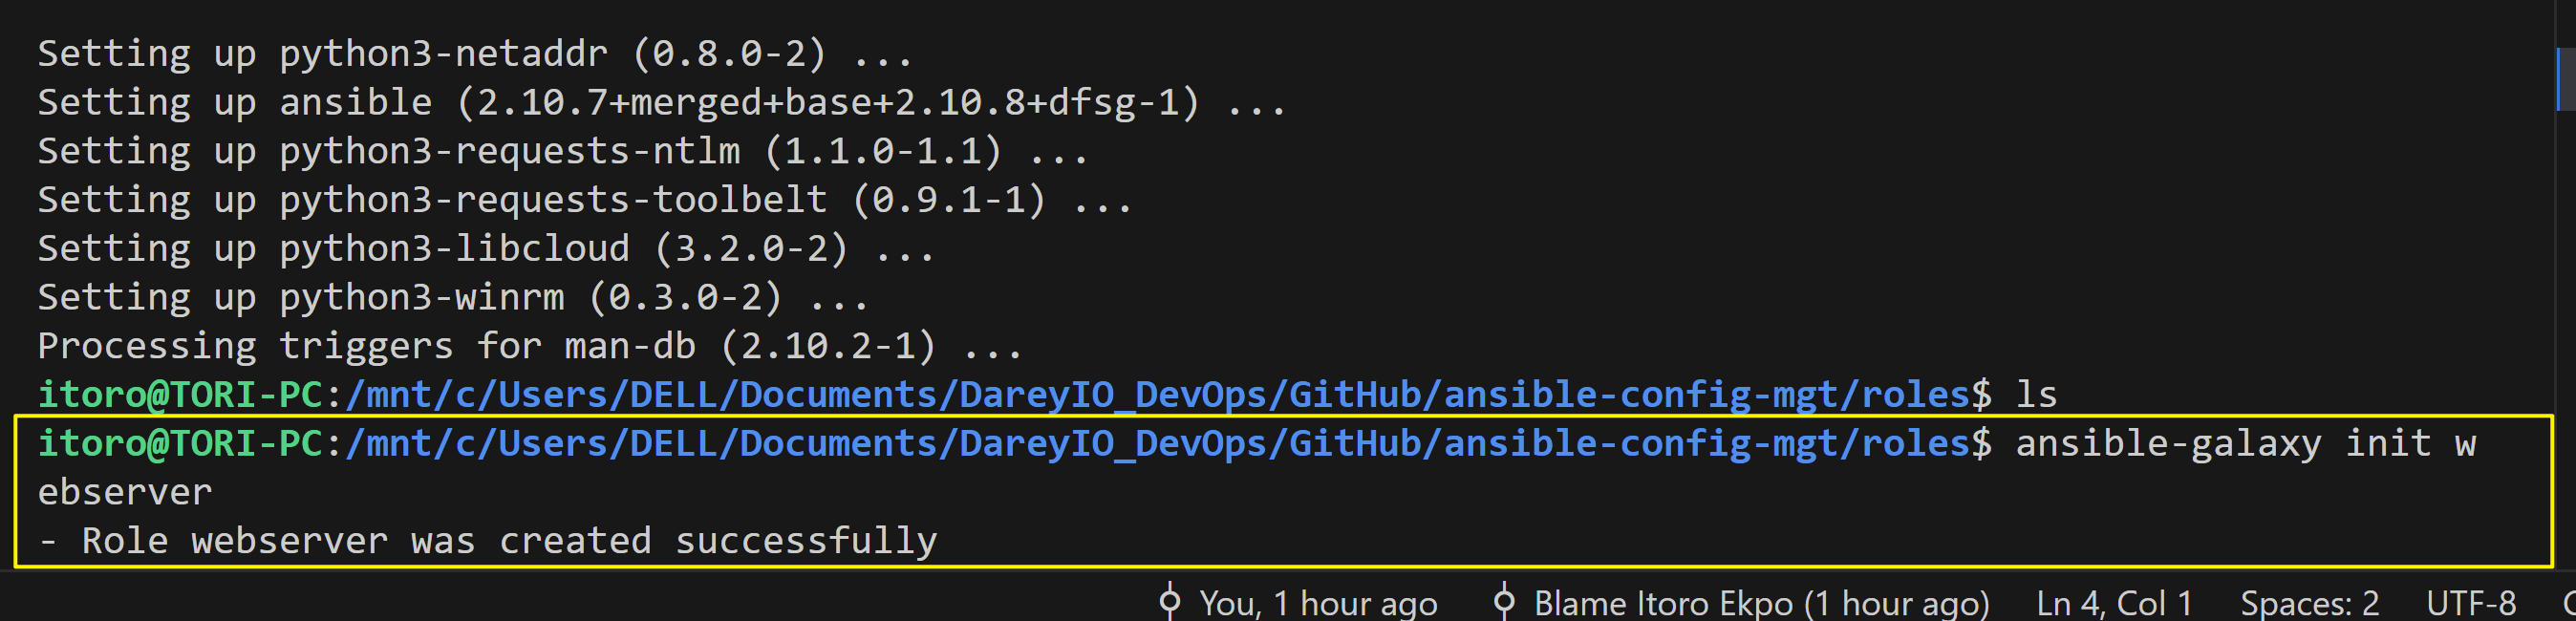 Setting up python3-netaddr (0.8.0-2) ...
Setting up ansible (2.10.7+merged+base+2.10.8+dfsg-1) ...
Setting up python3-requests-ntlm (1.1.0-1.1) ...
Setting up python3-requests-toolbelt (0.9.1-1) ...
Setting up python3-libcloud (3.2.0-2) ...
Setting up python3-winrm (0.3.0-2) ...
Processing triggers for man-db (2.10.2-1) ...
itoro@TORI-PC:/mnt/c/Users/DELL/Documents/DareyIO_DevOps/GitHub/ansible-config-mgt/roles$ ls
itoro@TORI-PC:/mnt/c/Users/DELL/Documents/DareyIO_DevOps/GitHub/ansible-config-mgt/roles$ ansible-galaxy init w
ebserver
- Role webserver was created successfully
You, 1 hour ago Blame Itoro Ekpo (1 hour ago) Ln 4, Col 1 Spaces: 2 UTF-8